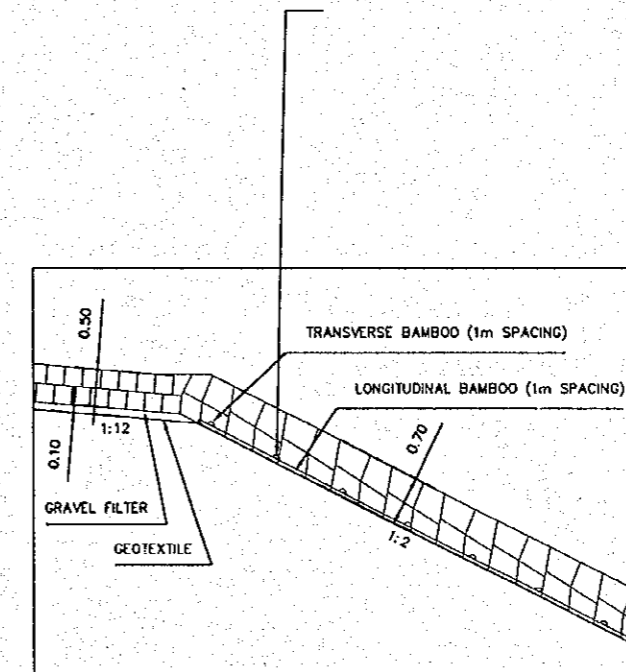 0.50
TRANSVERSE BAMBOO (1m SPACING)
LONGITUDINAL BAMBOO (1m SPACING)
0.70
1:12
0.10
GRAVEL FILTER
1:2
GEOTEXTILE